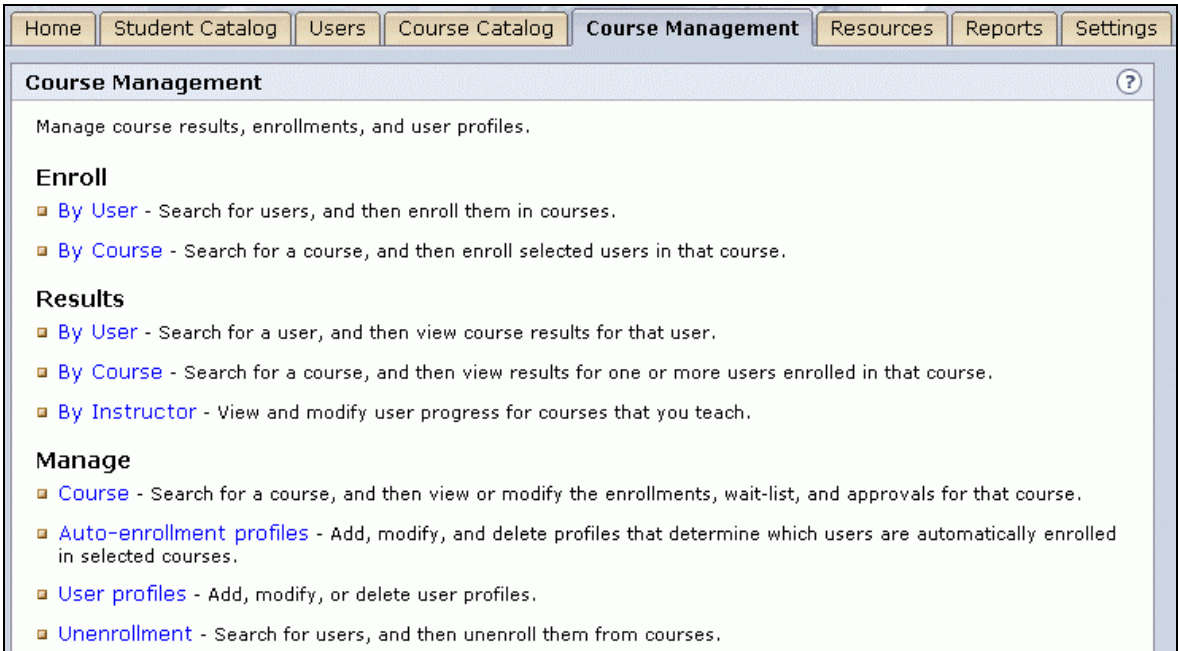 Home Student Catalog Users Course Catalog Course Management Resources Reports Settings
Course Management ?
Manage course results, enrollments, and user profiles.
Enroll
By User - Search for users, and then enroll them in courses.
By Course - Search for a course, and then enroll selected users in that course.
Results
By User - Search for a user, and then view course results for that user.
By Course - Search for a course, and then view results for one or more users enrolled in that course.
By Instructor - View and modify user progress for courses that you teach.
Manage
Course - Search for a course, and then view or modify the enrollments, wait-list, and approvals for that course.
Auto-enrollment profiles - Add, modify, and delete profiles that determine which users are automatically enrolled
in selected courses.
User profiles - Add, modify, or delete user profiles.
Unenrollment - Search for users, and then unenroll them from courses.